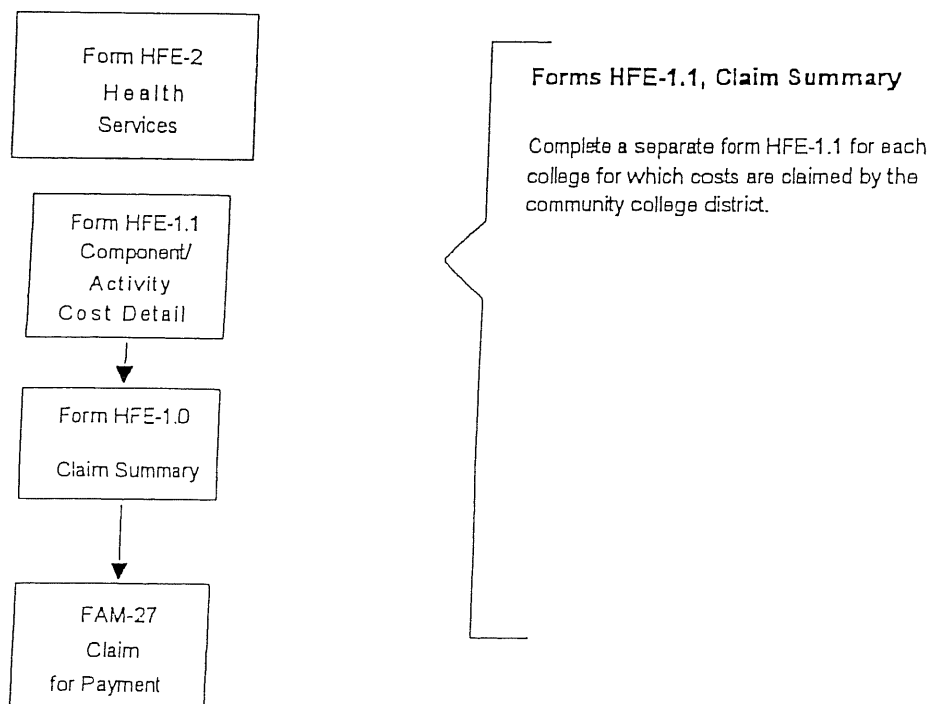 Form HFE-2
Health
Services
Form HFE-1.1
Component/
Activity
Cost Detail
Form HFE-1.0
Claim Summary
FAM-27
Claim
for Payment
Forms HFE-1.1, Claim Summary
Complete a separate form HFE-1.1 for each
college for which costs are claimed by the
community college district.